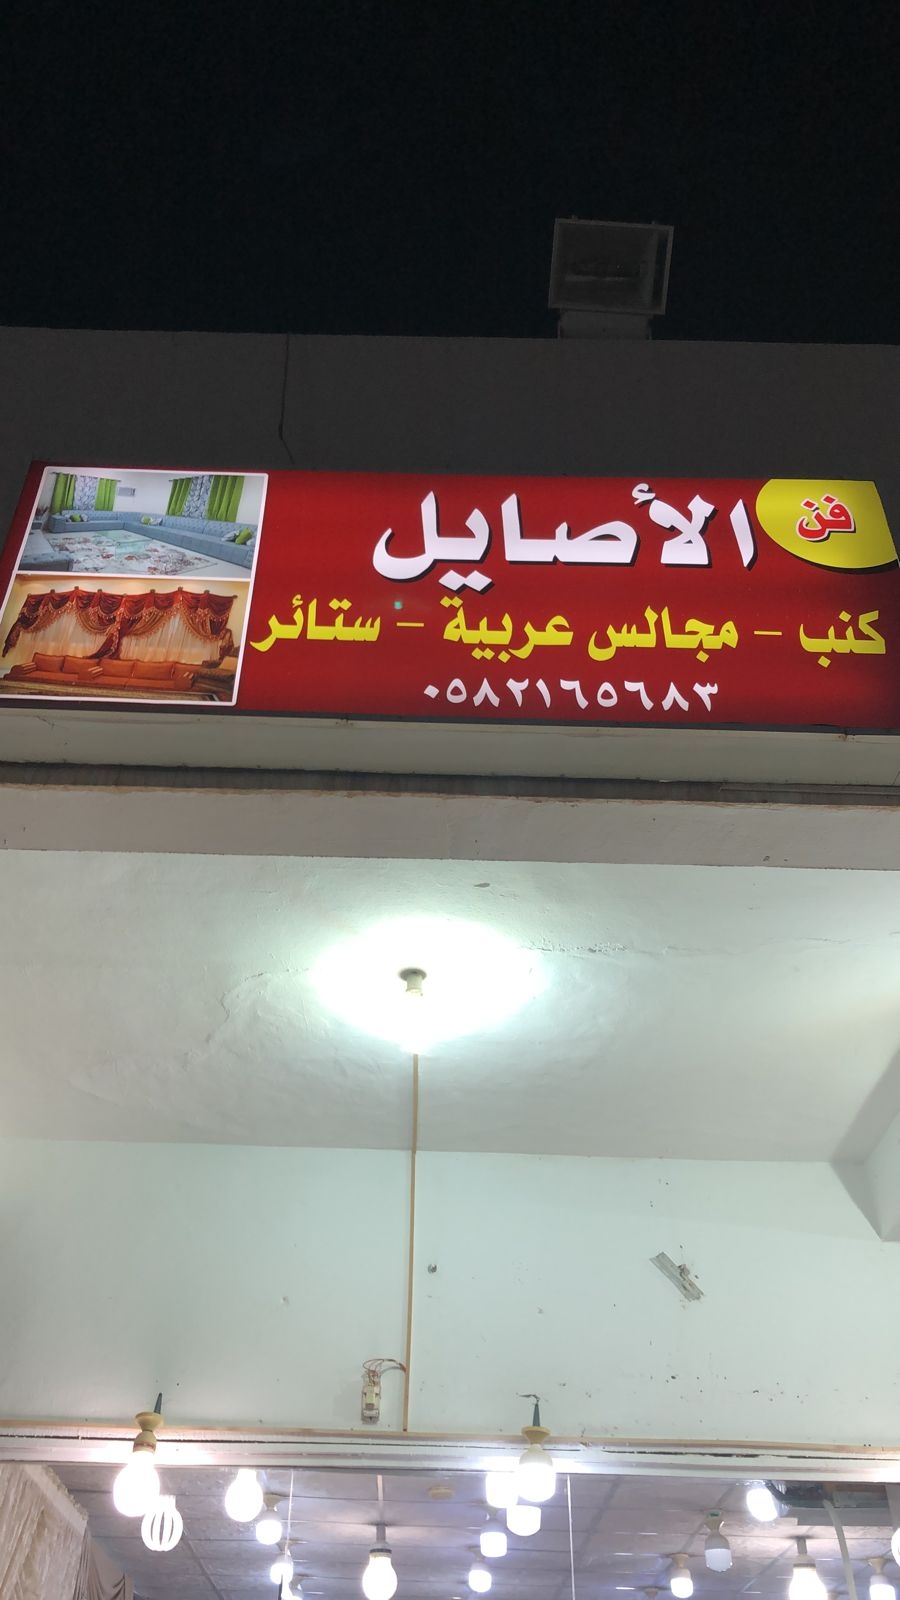 فن الأصايل
كنب - مجالس عربية - ستائر
٠٥٨٢١٦٥٦٨٣